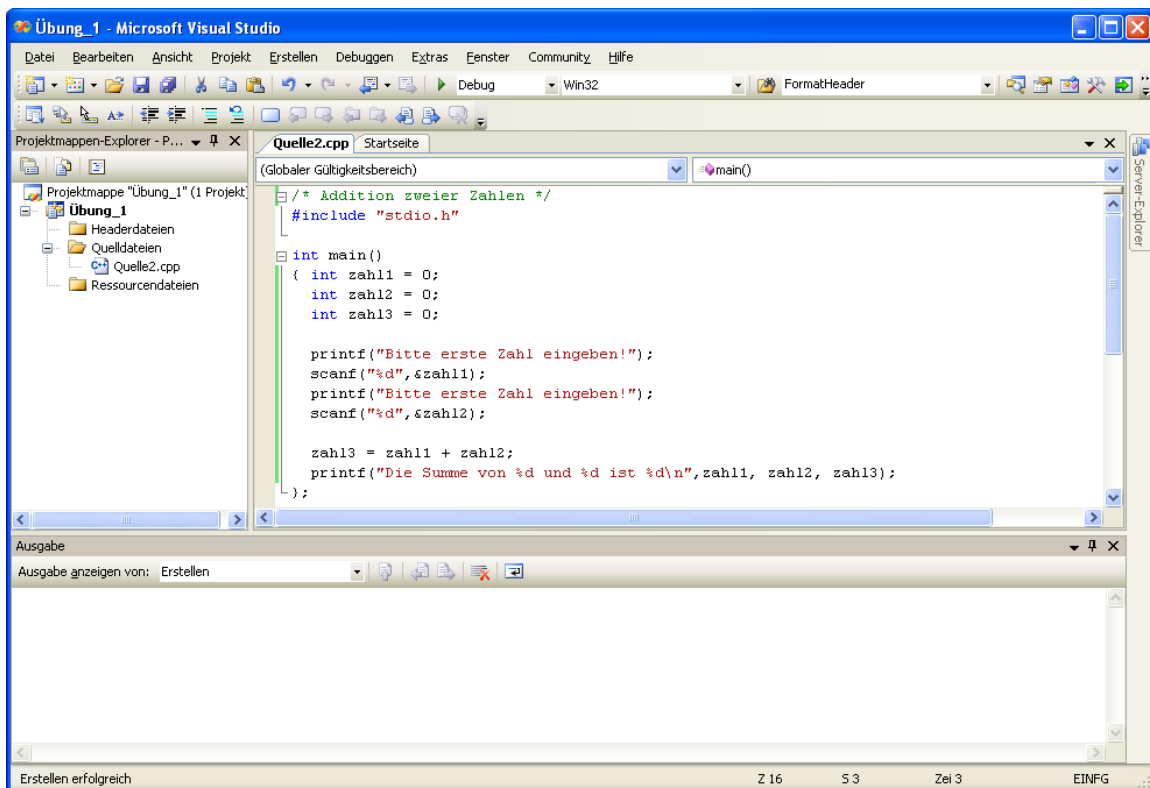 Übung_1 - Microsoft Visual Studio
Datei Bearbeiten Ansicht Projekt Erstellen Debuggen Extras Fenster Community Hilfe
Debug Win32 FormatHeader
Projektmappen-Explorer - P...
Projektmappe "Übung_1" (1 Projekt)
Übung_1
Headerdateien
Quelldateien
Quelle2.cpp
Ressourcendateien
Quelle2.cpp Startseite
(Globaler Gültigkeitsbereich) main()
/* Addition zweier Zahlen */
#include "stdio.h"
int main()
{ int zahl1 = 0;
int zahl2 = 0;
int zahl3 = 0;
printf("Bitte erste Zahl eingeben!");
scanf("%d",&zahl1);
printf("Bitte erste Zahl eingeben!");
scanf("%d",&zahl2);
zahl3 = zahl1 + zahl2;
printf("Die Summe von %d und %d ist %d\n",zahl1, zahl2, zahl3);
};
Server-Explorer
Ausgabe
Ausgabe anzeigen von: Erstellen
Erstellen erfolgreich Z 16 S 3 Zei 3 EINFG